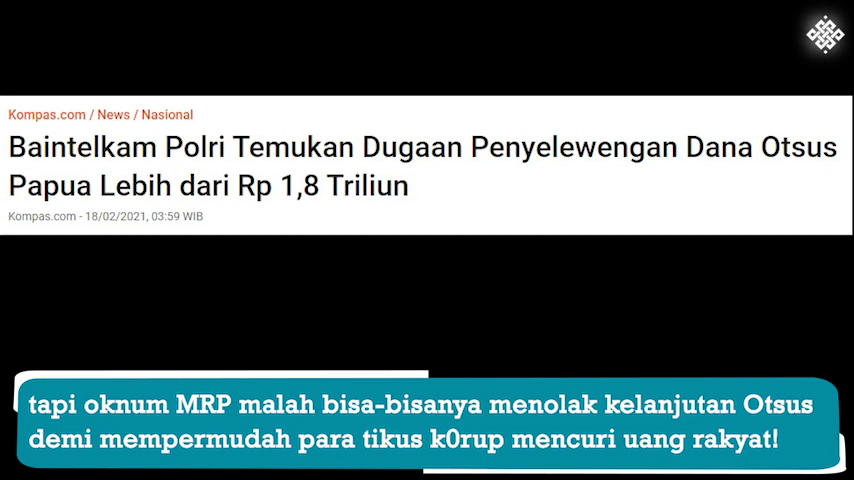 Kompas.com / News / Nasional
Baintelkam Polri Temukan Dugaan Penyelewengan Dana Otsus
Papua Lebih dari Rp 1,8 Triliun
Kompas.com - 18/02/2021, 03:59 WIB
tapi oknum MRP malah bisa-bisanya menolak kelanjutan Otsus
demi mempermudah para tikus k0rup mencuri uang rakyat!